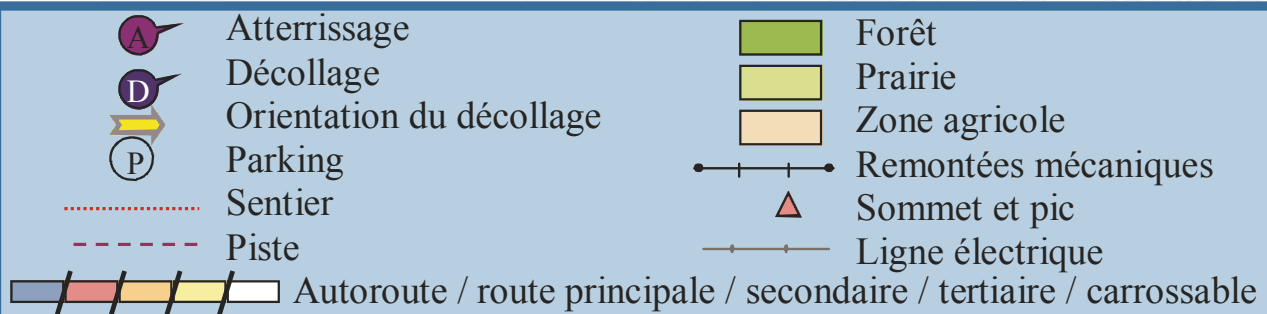 A Atterrissage
D Décollage
Orientation du décollage
P Parking
Sentier
Piste
Forêt
Prairie
Zone agricole
Remontées mécaniques
Sommet et pic
Ligne électrique
Autoroute / route principale / secondaire / tertiaire / carrossable